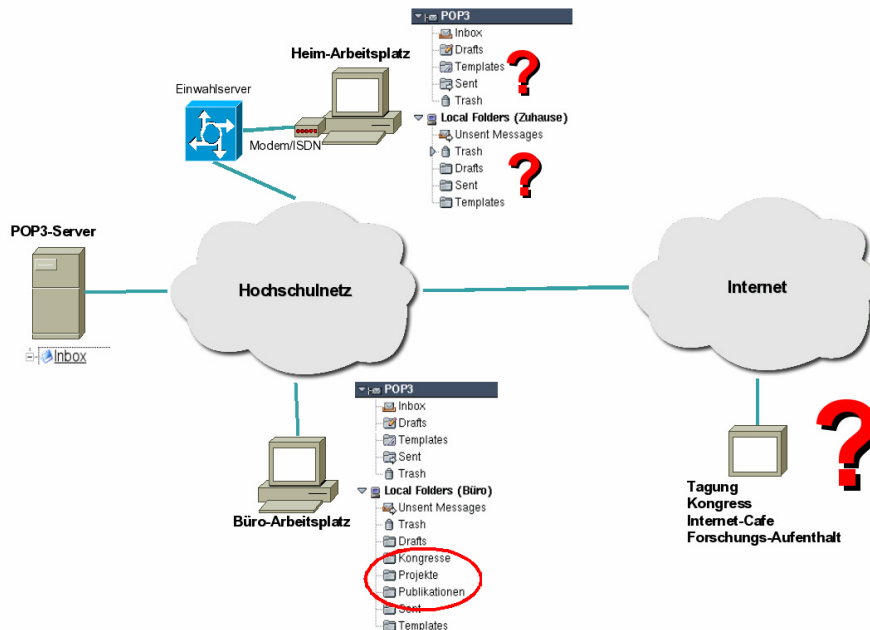 POP3
Inbox
Drafts
Templates
Sent
Trash
Local Folders (Zuhause)
Unsent Messages
Trash
Drafts
Sent
Templates
?
?
Heim-Arbeitsplatz
Einwahlserver
Modem/ISDN
POP3-Server
Inbox
Hochschulnetz
Internet
POP3
Inbox
Drafts
Templates
Sent
Trash
Local Folders (Büro)
Unsent Messages
Trash
Drafts
Kongresse
Projekte
Publikationen
Sent
Templates
Büro-Arbeitsplatz
?
Tagung
Kongress
Internet-Cafe
Forschungs-Aufenthalt